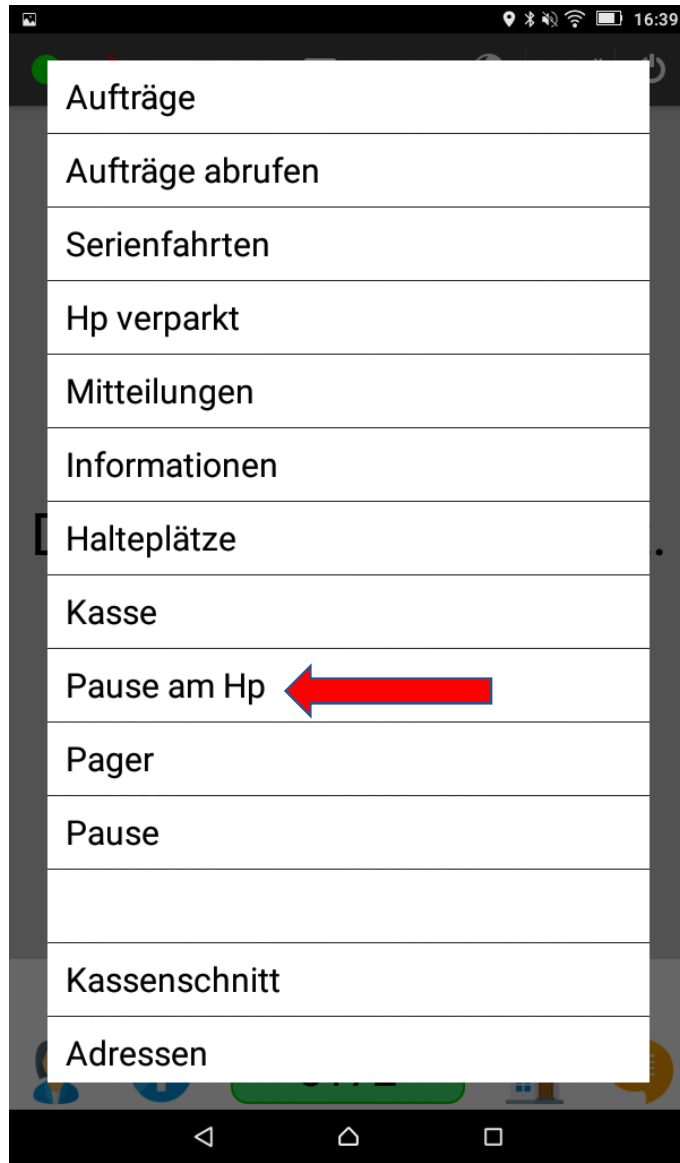 16:39
Aufträge
Aufträge abrufen
Serienfahrten
Hp verparkt
Mitteilungen
Informationen
Halteplätze
Kasse
Pause am Hp
Pager
Pause
Kassenschnitt
Adressen